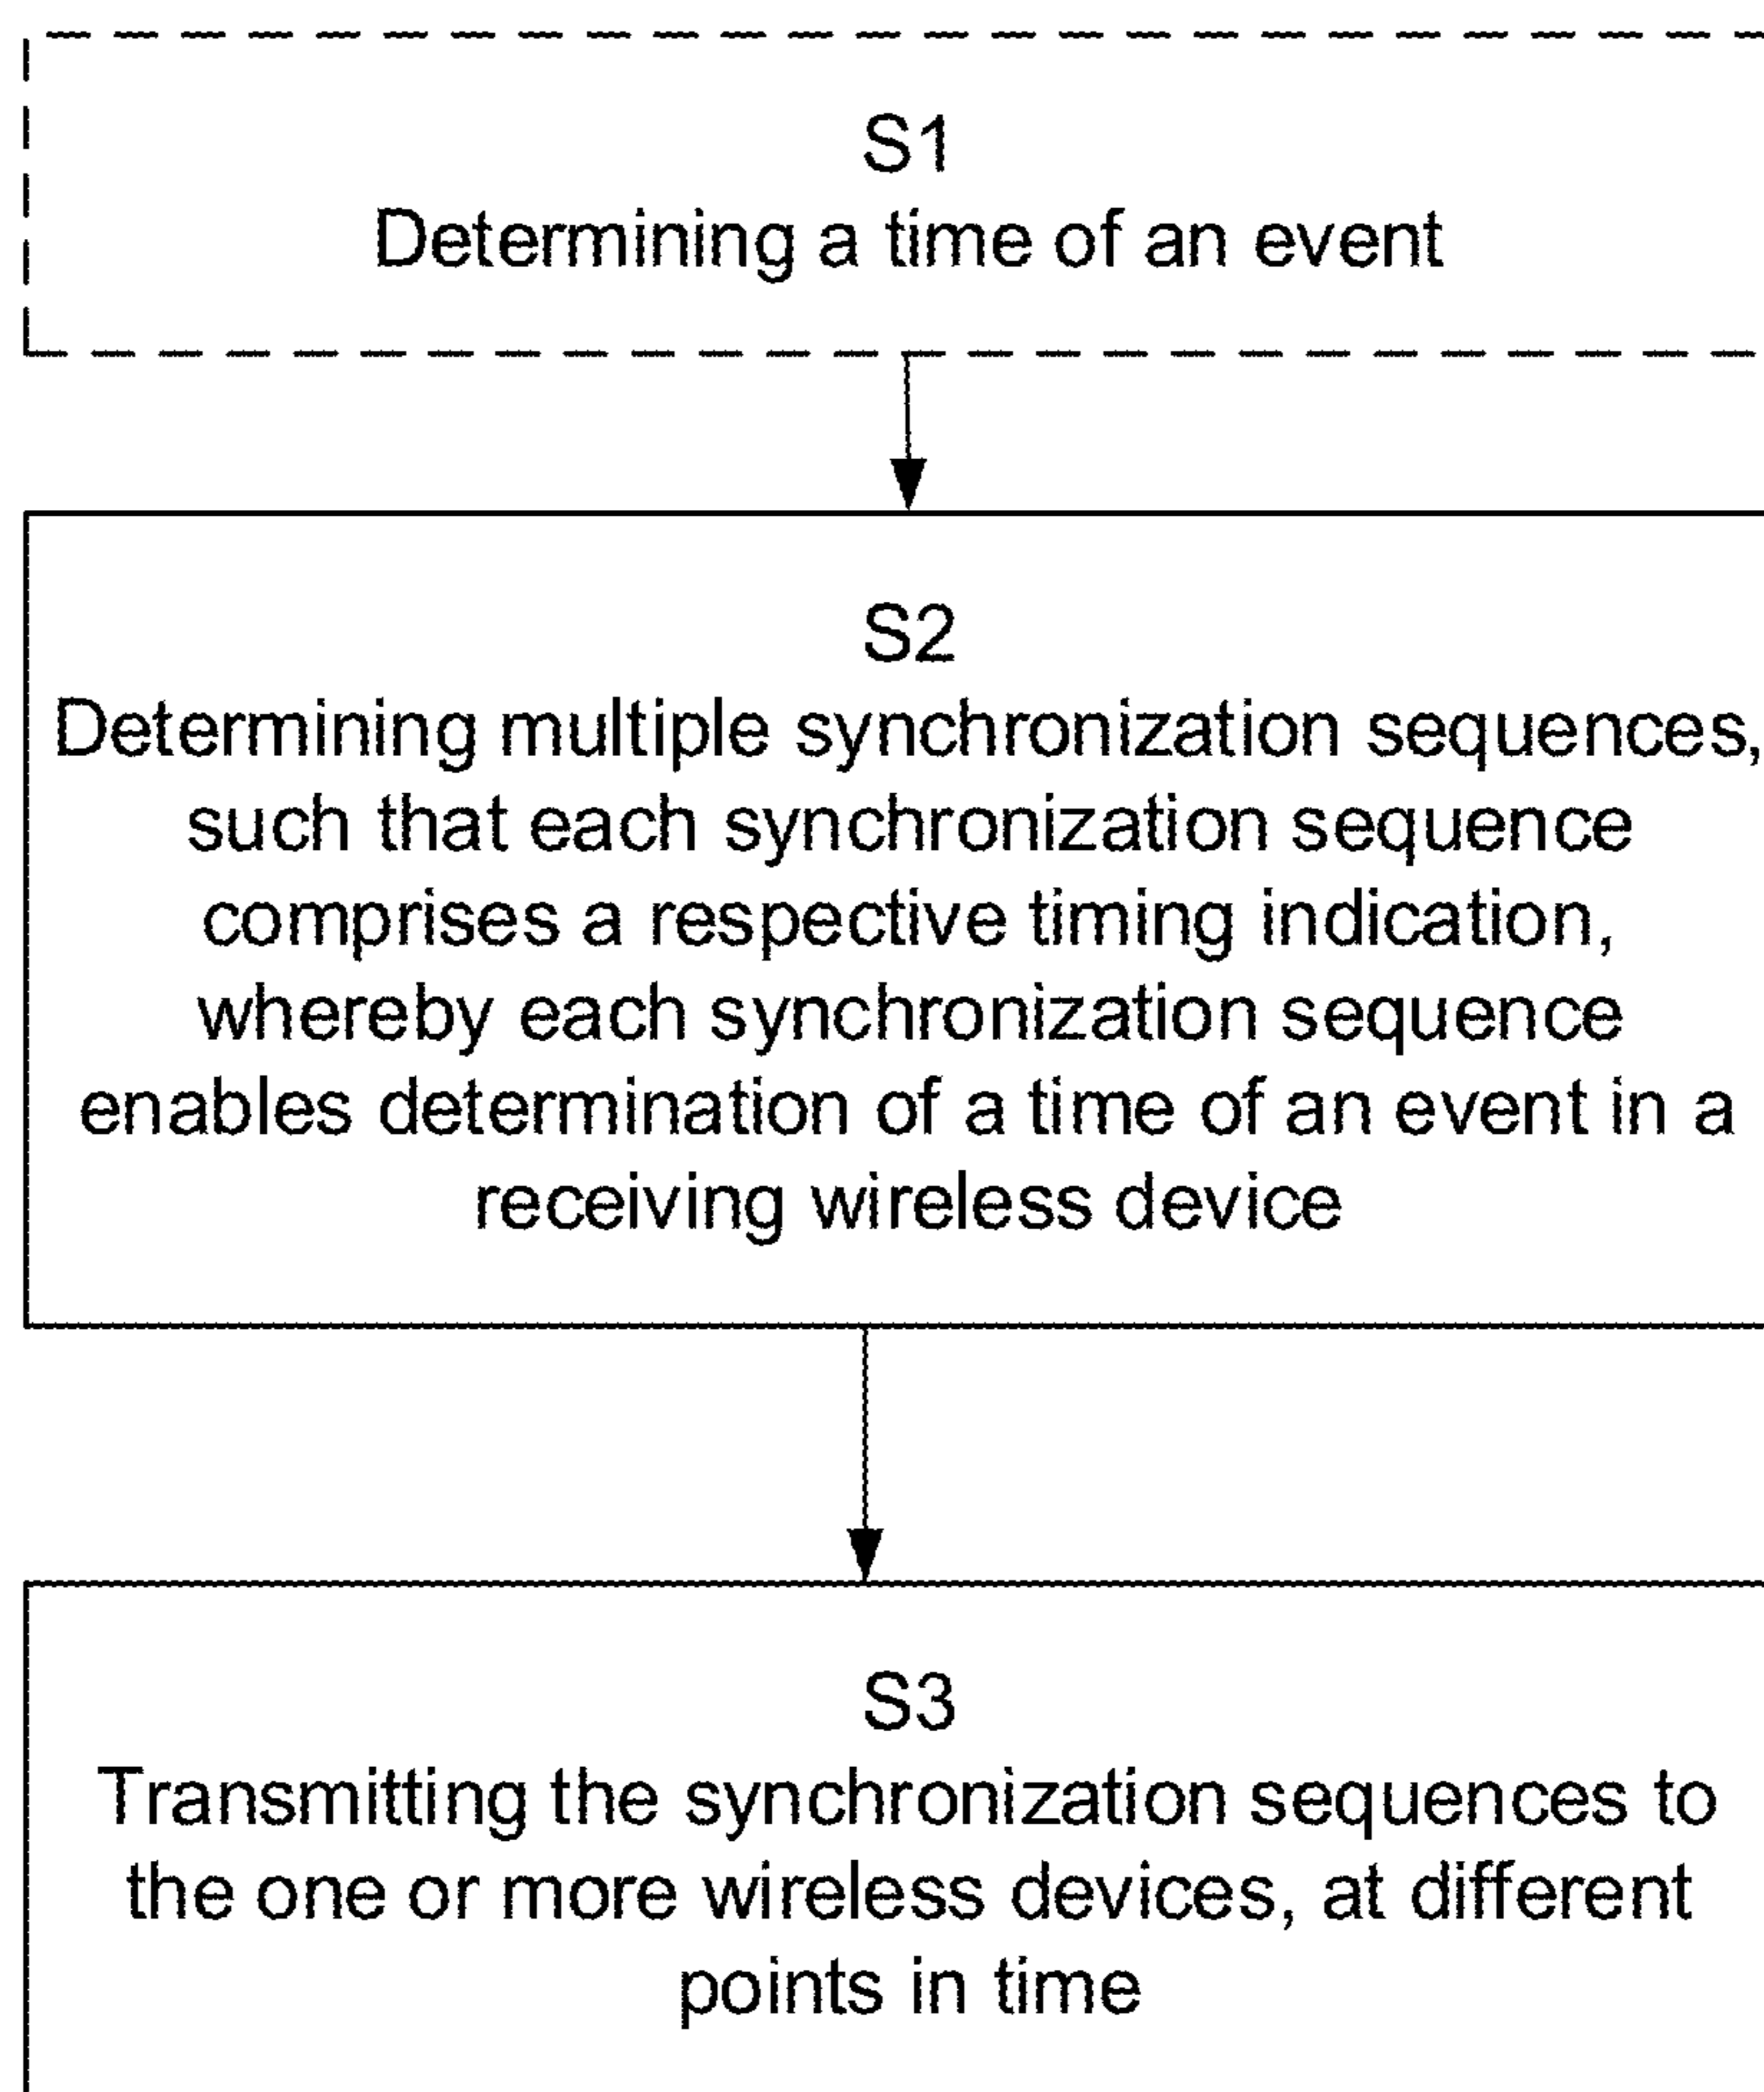 S1
Determining a time of an event
S2
Determining multiple synchronization sequences,
such that each synchronization sequence
comprises a respective timing indication,
whereby each synchronization sequence
enables determination of a time of an event in a
receiving wireless device
S3
Transmitting the synchronization sequences to
the one or more wireless devices, at different
points in time